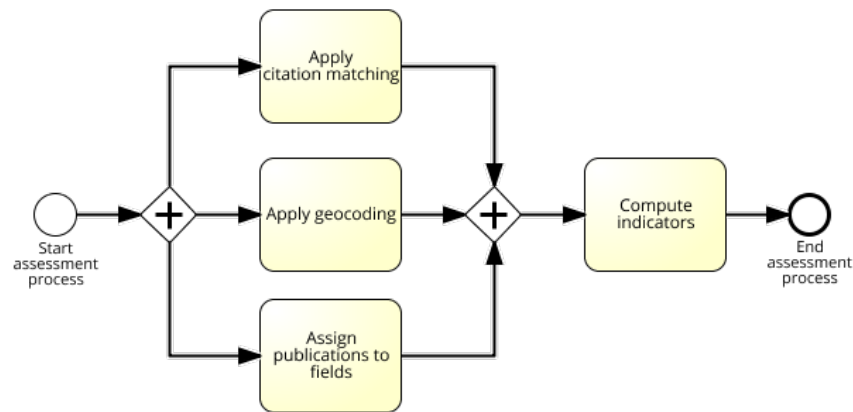 Apply
citation matching
Start
assessment
process
Apply geocoding
Compute
indicators
End
assessment
process
Assign
publications to
fields